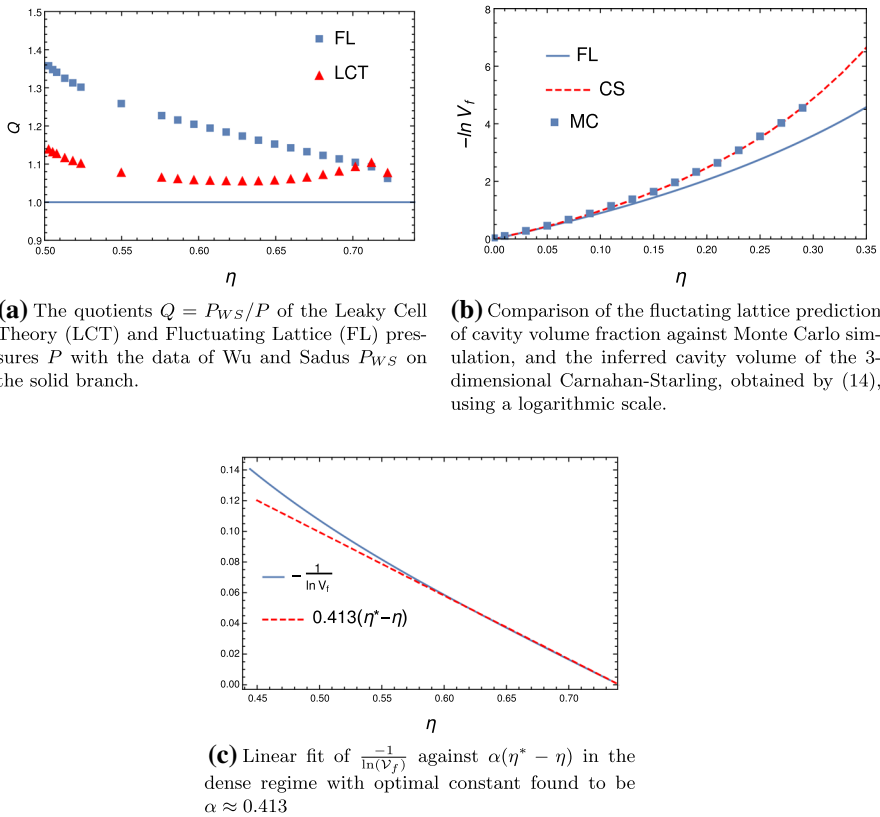 1.5
1.4
1.3
1.2
1.1
1.0
0.9
Q
FL
LCT
0.50
0.55
0.60
0.65
0.70
η
8
6
4
2
0
-ln Vf
FL
CS
MC
0.00
0.05
0.10
0.15
0.20
0.25
0.30
0.35
η
(a) The quotients Q = P_WS/P of the Leaky Cell
Theory (LCT) and Fluctuating Lattice (FL) pres-
sures P with the data of Wu and Sadus P_WS on
the solid branch.
(b) Comparison of the fluctating lattice prediction
of cavity volume fraction against Monte Carlo sim-
ulation, and the inferred cavity volume of the 3-
dimensional Carnahan-Starling, obtained by (14),
using a logarithmic scale.
0.14
0.12
0.10
0.08
0.06
0.04
0.02
0.00
- 1/ln Vf
0.413(η*-η)
0.45
0.50
0.55
0.60
0.65
0.70
η
(c) Linear fit of -1/ln(V_f) against α(η* − η) in the
dense regime with optimal constant found to be
α ≈ 0.413